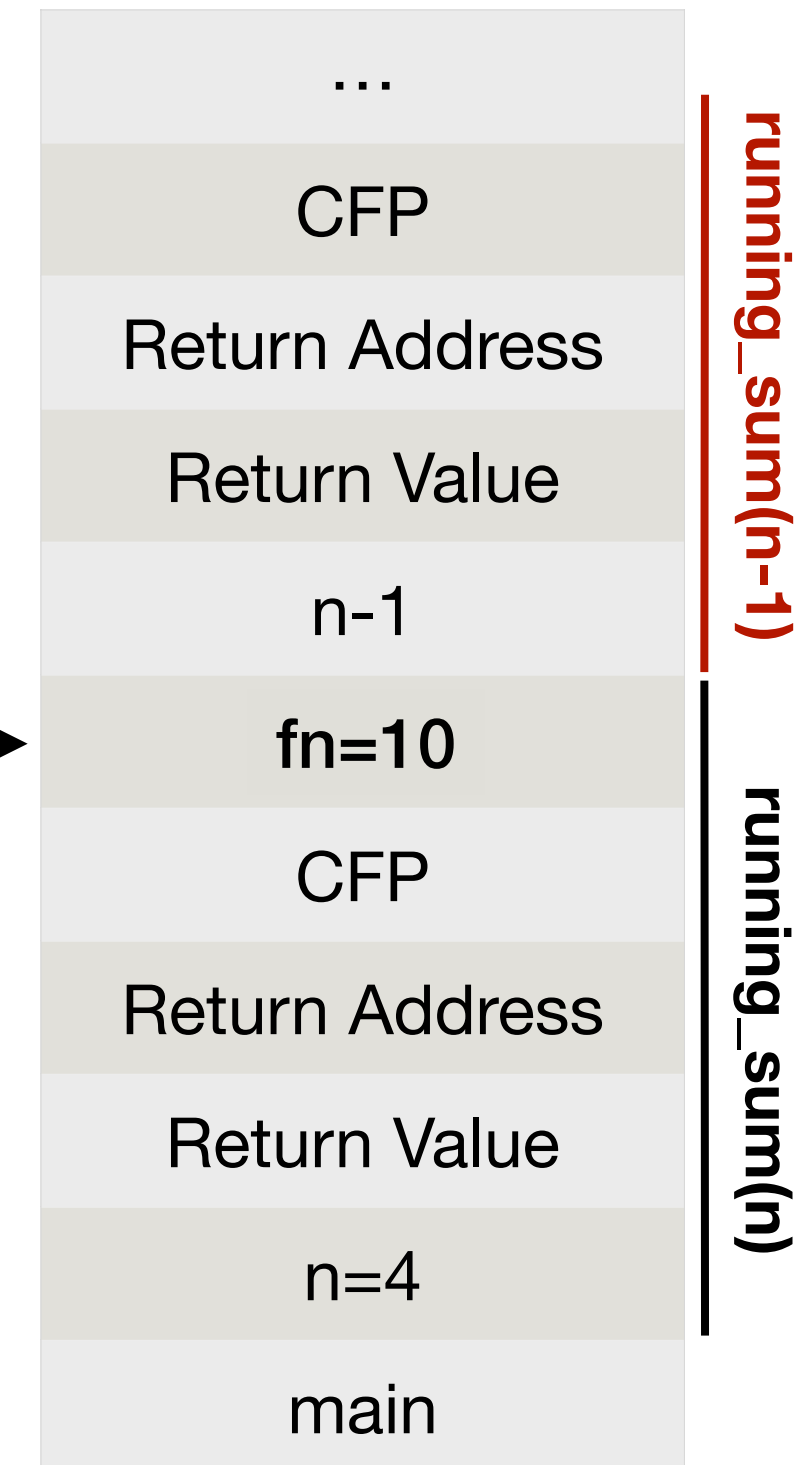 ...
CFP
Return Address
Return Value
n-1
fn=10
CFP
Return Address
Return Value
n=4
main
running_sum(n-1)
running_sum(n)